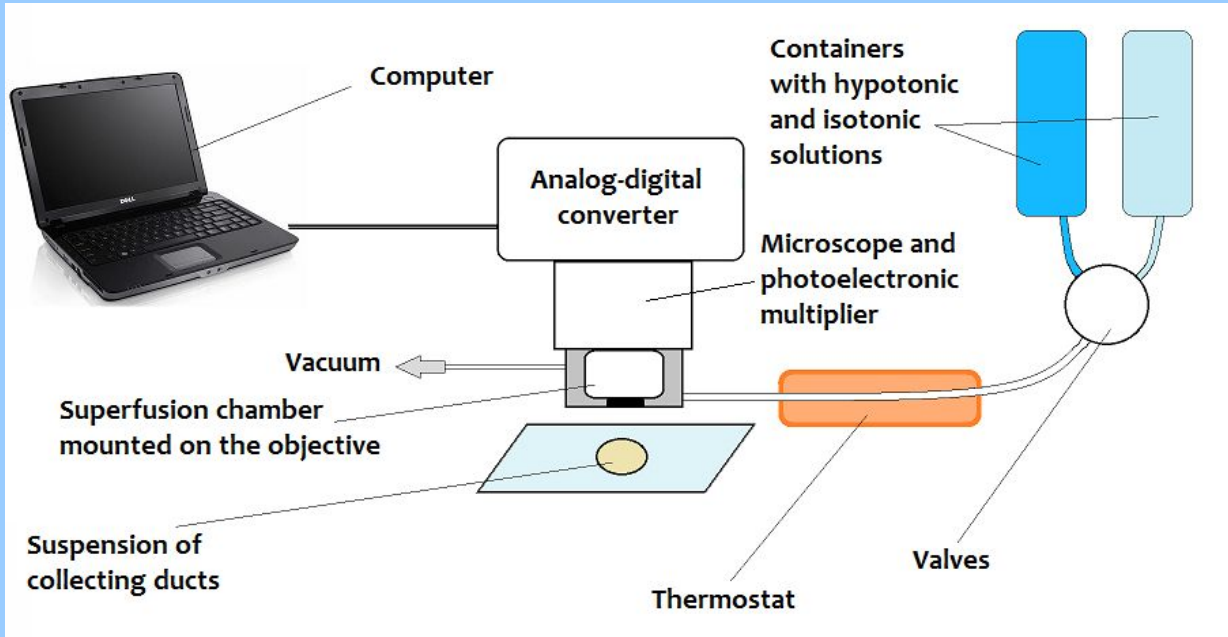 Computer
Containers
with hypotonic
and isotonic
solutions
Analog-digital
converter
Microscope and
photoelectronic
multiplier
Vacuum
Superfusion chamber
mounted on the objective
Suspension of
collecting ducts
Thermostat
Valves
DELL